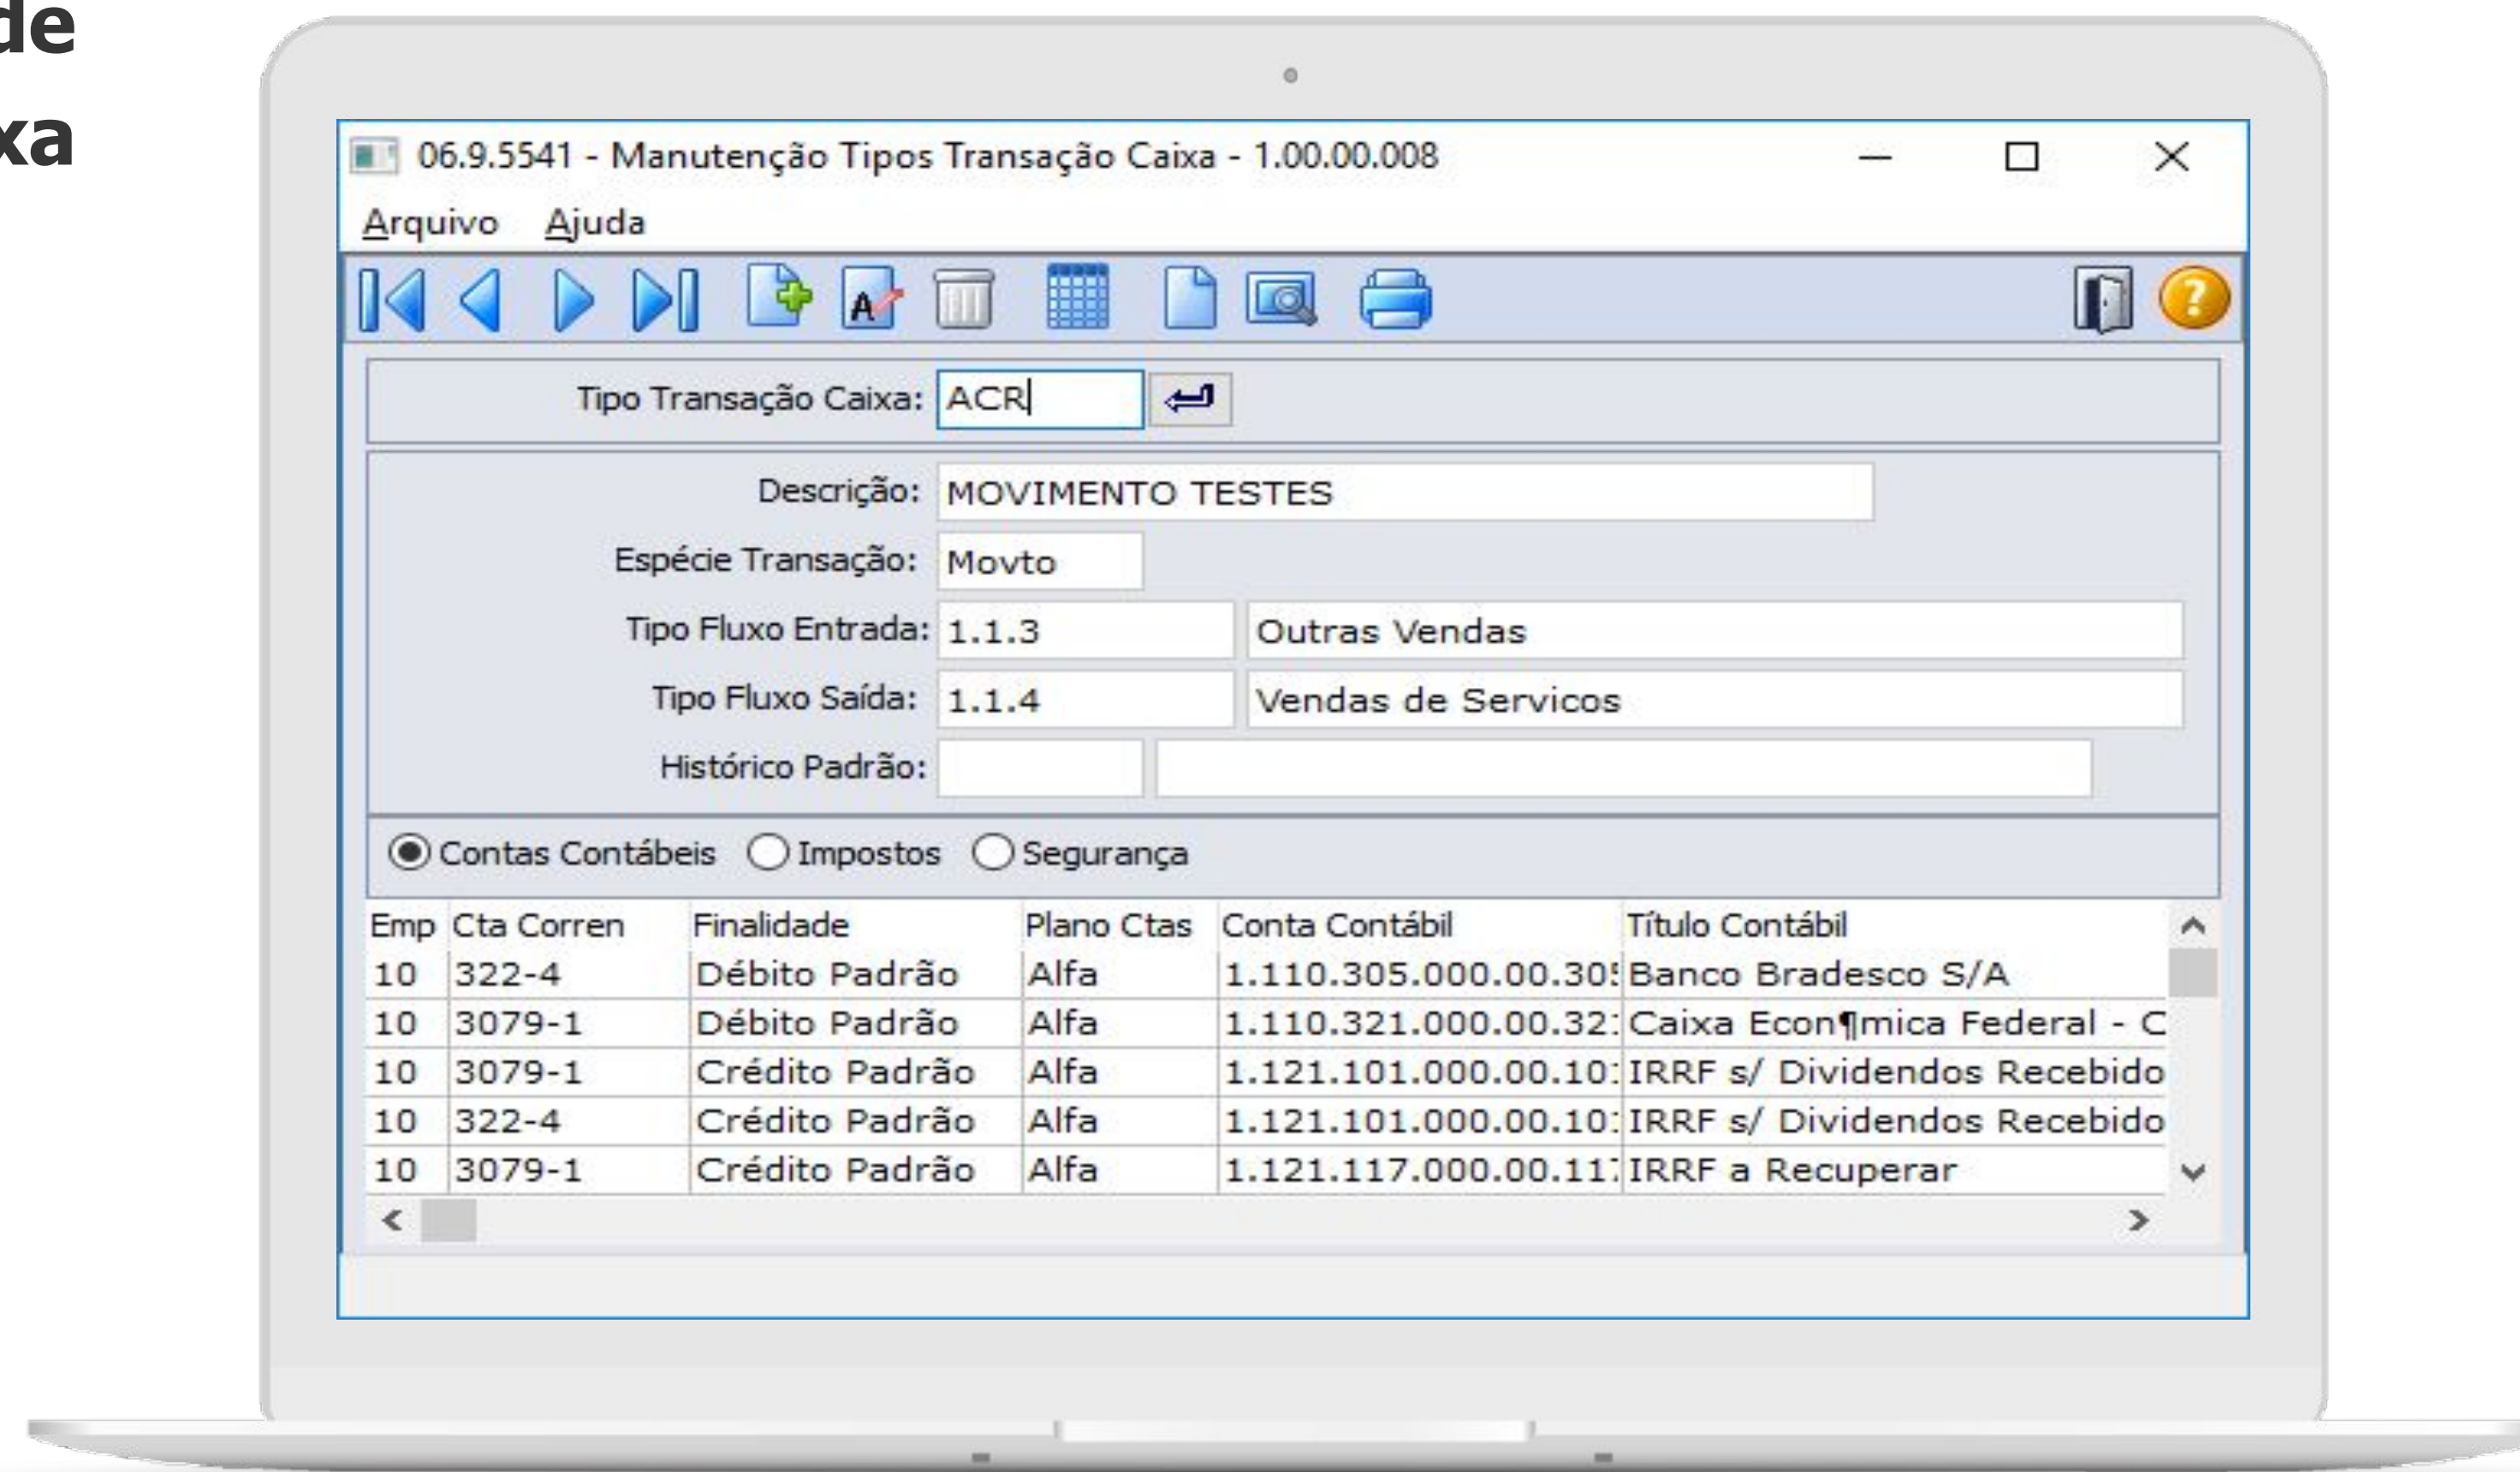 de
xa
06.9.5541 - Manutenção Tipos Transação Caixa - 1.00.00.008
Arquivo Ajuda
Tipo Transação Caixa: ACR
Descrição: MOVIMENTO TESTES
Espécie Transação: Movto
Tipo Fluxo Entrada: 1.1.3 Outras Vendas
Tipo Fluxo Saída: 1.1.4 Vendas de Servicos
Histórico Padrão:
Contas Contábeis Impostos Segurança
Emp Cta Corren Finalidade Plano Ctas Conta Contábil Título Contábil
10 322-4 Débito Padrão Alfa 1.110.305.000.00.305 Banco Bradesco S/A
10 3079-1 Débito Padrão Alfa 1.110.321.000.00.321 Caixa Econ¶mica Federal - C
10 3079-1 Crédito Padrão Alfa 1.121.101.000.00.101 IRRF s/ Dividendos Recebido
10 322-4 Crédito Padrão Alfa 1.121.101.000.00.101 IRRF s/ Dividendos Recebido
10 3079-1 Crédito Padrão Alfa 1.121.117.000.00.117 IRRF a Recuperar